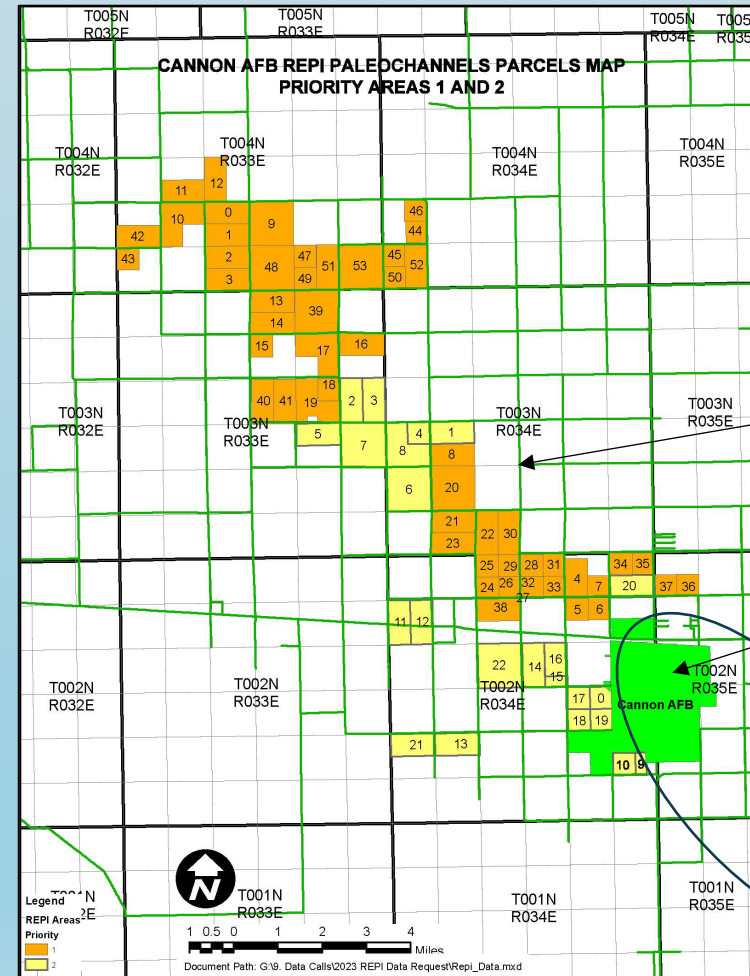 T005N
R032E
T005N
R033E
T005N
R034E
CANNON AFB REPI PALEOCHANNELS PARCELS MAP
PRIORITY AREAS 1 AND 2
T004N
R032E
T004N
R033E
T004N
R034E
T004N
R035E
11
12
10
0
9
46
42
1
44
43
2
48
47
51
53
45
52
3
49
50
13
39
14
15
17
16
18
40
41
19
2
3
T003N
R032E
T003N
R033E
T003N
R034E
T003N
R035E
5
7
8
4
1
8
6
20
21
23
22
30
25
29
28
31
4
34
35
24
26
32
33
7
20
37
36
27
38
5
6
11
12
22
14
16
15
T002N
R032E
T002N
R033E
T002N
R034E
T002N
R035E
17
0
Cannon AFB
18
19
21
13
10
9
T001N
R033E
T001N
R034E
T001N
R035E
Legend
REPI Areas
Priority
1
2
N
1 0.5 0 1 2 3 4
Miles
Document Path: G:\9. Data Calls\2023 REPI Data Request\Repi_Data.mxd